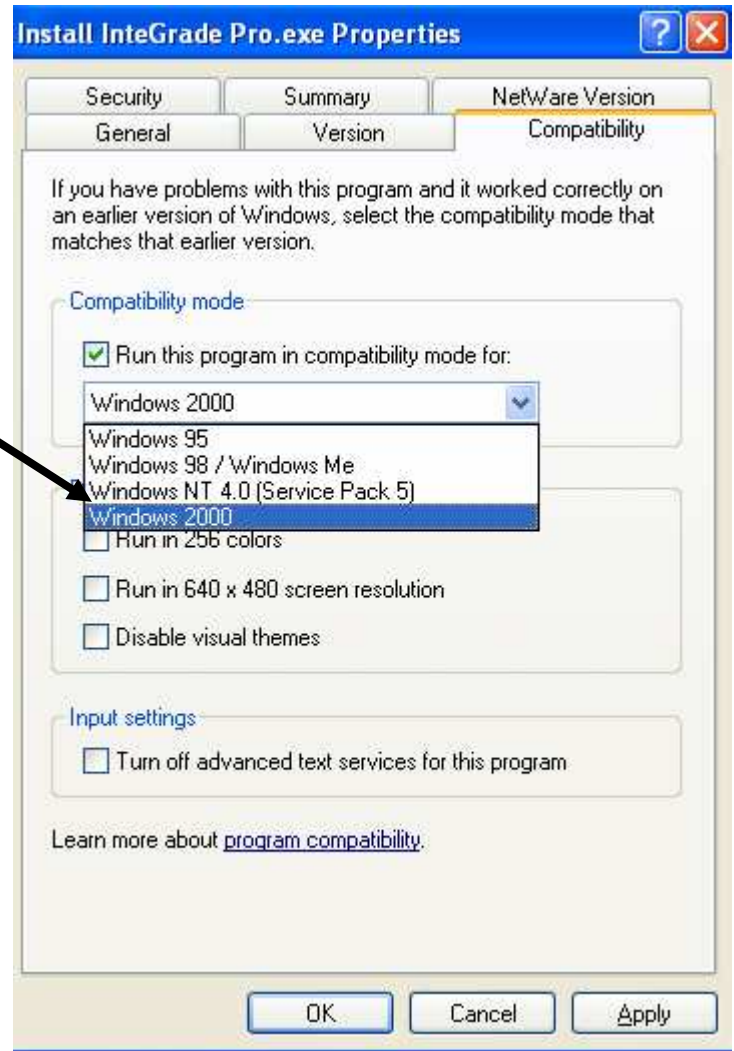 Install InteGrade Pro.exe Properties
Security Summary NetWare Version
General Version Compatibility
If you have problems with this program and it worked correctly on
an earlier version of Windows, select the compatibility mode that
matches that earlier version.
Compatibility mode
Run this program in compatibility mode for:
Windows 2000
Windows 95
Windows 98 / Windows Me
Windows NT 4.0 (Service Pack 5)
Windows 2000
Run in 256 colors
Run in 640 x 480 screen resolution
Disable visual themes
Input settings
Turn off advanced text services for this program
Learn more about program compatibility.
OK Cancel Apply